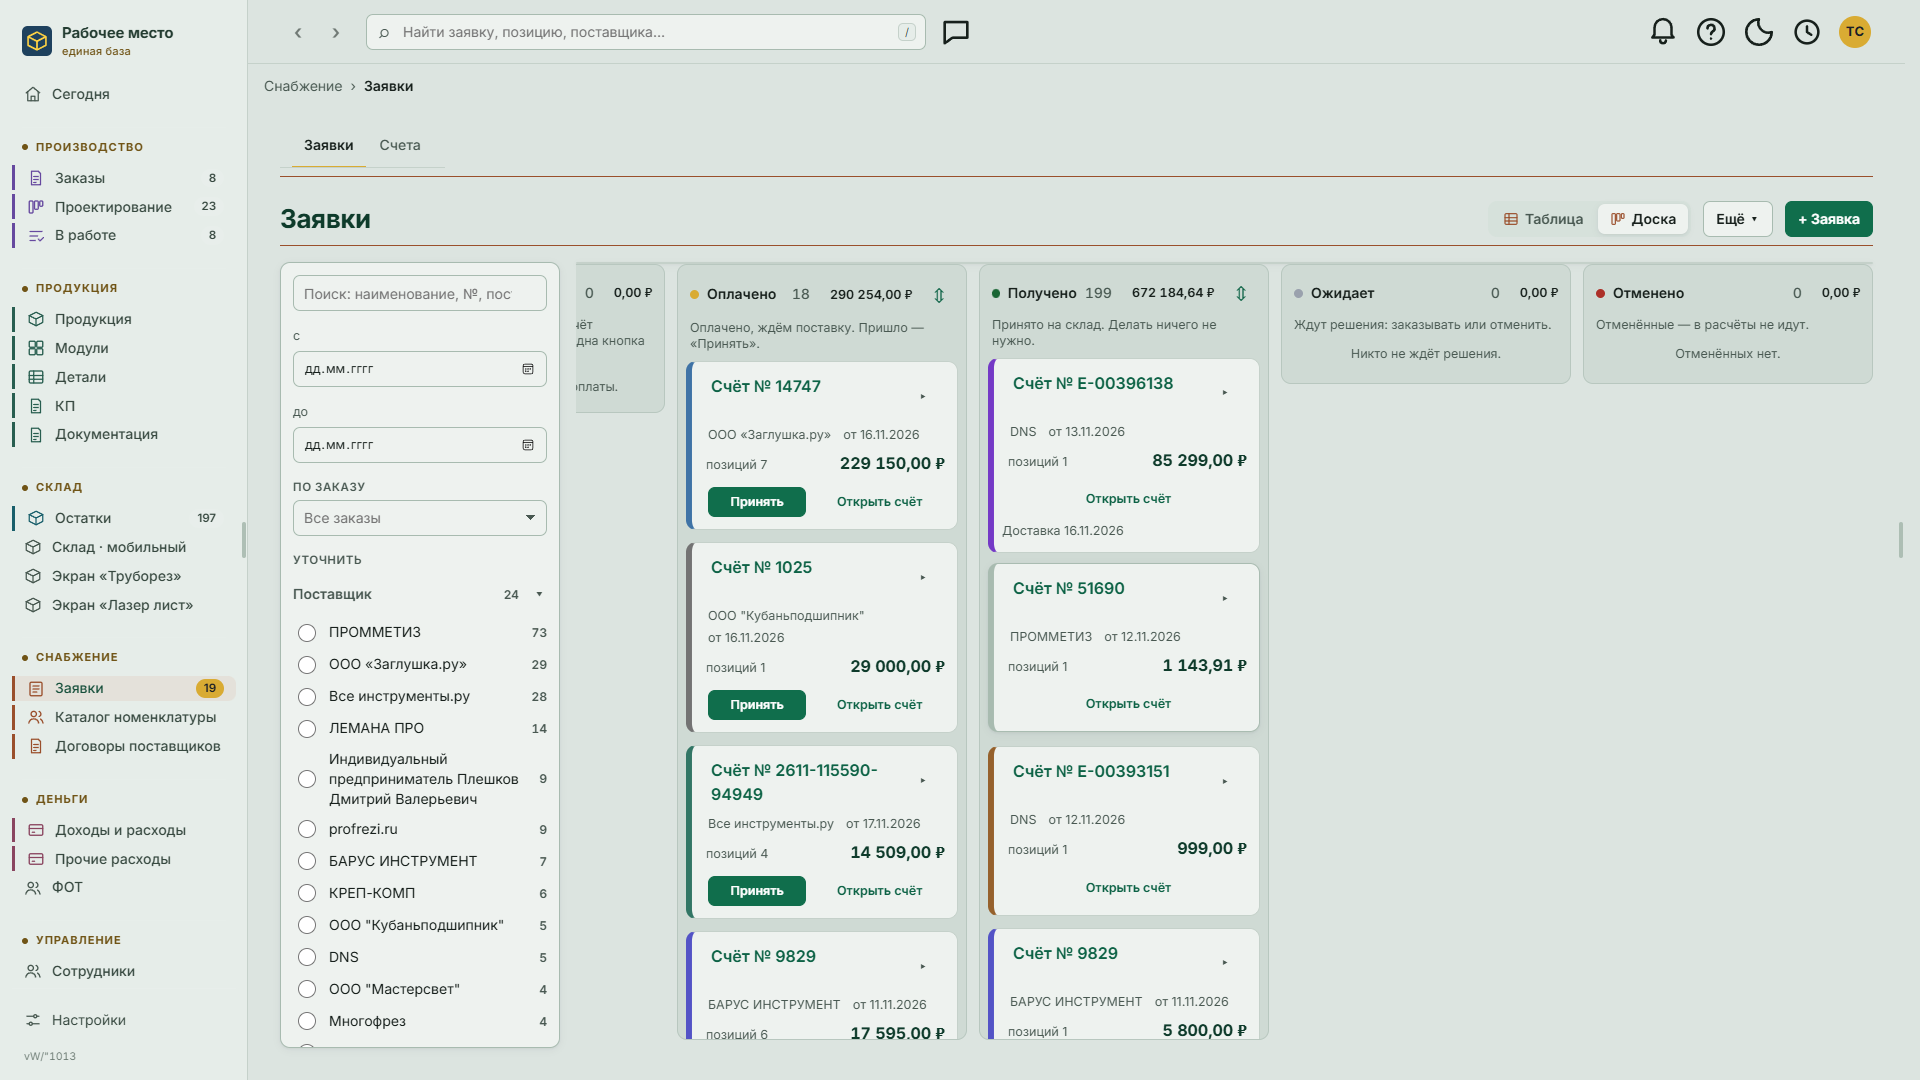 Рабочее место
единая база
Сегодня
ПРОИЗВОДСТВО
Заказы 8
Проектирование 23
В работе 8
ПРОДУКЦИЯ
Продукция
Модули
Детали
КП
Документация
СКЛАД
Остатки 197
Склад · мобильный
Экран «Труборез»
Экран «Лазер лист»
СНАБЖЕНИЕ
Заявки 19
Каталог номенклатуры
Договоры поставщиков
ДЕНЬГИ
Доходы и расходы
Прочие расходы
ФОТ
УПРАВЛЕНИЕ
Сотрудники
Настройки
vW/"1013
Найти заявку, позицию, поставщика... /
ТС
Снабжение › Заявки
Заявки Счета
Заявки
Таблица Доска Ещё + Заявка
Поиск: наименование, №, пос
с
дд.мм.гггг
до
дд.мм.гггг
ПО ЗАКАЗУ
Все заказы
УТОЧНИТЬ
Поставщик 24
ПРОММЕТИЗ 73
ООО «Заглушка.ру» 29
Все инструменты.ру 28
ЛЕМАНА ПРО 14
Индивидуальный
предприниматель Плешков 9
Дмитрий Валерьевич
profrezi.ru 9
БАРУС ИНСТРУМЕНТ 7
КРЕП-КОМП 6
ООО "Кубаньподшипник" 5
DNS 5
ООО "Мастерсвет" 4
Многофрез 4
0 0,00 ₽
чёт
дна кнопка
оплаты.
Оплачено 18 290 254,00 ₽
Оплачено, ждём поставку. Пришло —
«Принять».
Счёт № 14747
ООО «Заглушка.ру» от 16.11.2026
позиций 7 229 150,00 ₽
Принять Открыть счёт
Счёт № 1025
ООО "Кубаньподшипник"
от 16.11.2026
позиций 1 29 000,00 ₽
Принять Открыть счёт
Счёт № 2611-115590-
94949
Все инструменты.ру от 17.11.2026
позиций 4 14 509,00 ₽
Принять Открыть счёт
Счёт № 9829
БАРУС ИНСТРУМЕНТ от 11.11.2026
позиций 6 17 595,00 ₽
Получено 199 672 184,64 ₽
Принято на склад. Делать ничего не
нужно.
Счёт № Е-00396138
DNS от 13.11.2026
позиций 1 85 299,00 ₽
Открыть счёт
Доставка 16.11.2026
Счёт № 51690
ПРОММЕТИЗ от 12.11.2026
позиций 1 1 143,91 ₽
Открыть счёт
Счёт № Е-00393151
DNS от 12.11.2026
позиций 1 999,00 ₽
Открыть счёт
Счёт № 9829
БАРУС ИНСТРУМЕНТ от 11.11.2026
позиций 1 5 800,00 ₽
Ожидает 0 0,00 ₽
Ждут решения: заказывать или отменить.
Никто не ждёт решения.
Отменено 0 0,00 ₽
Отменённые — в расчёты не идут.
Отменённых нет.